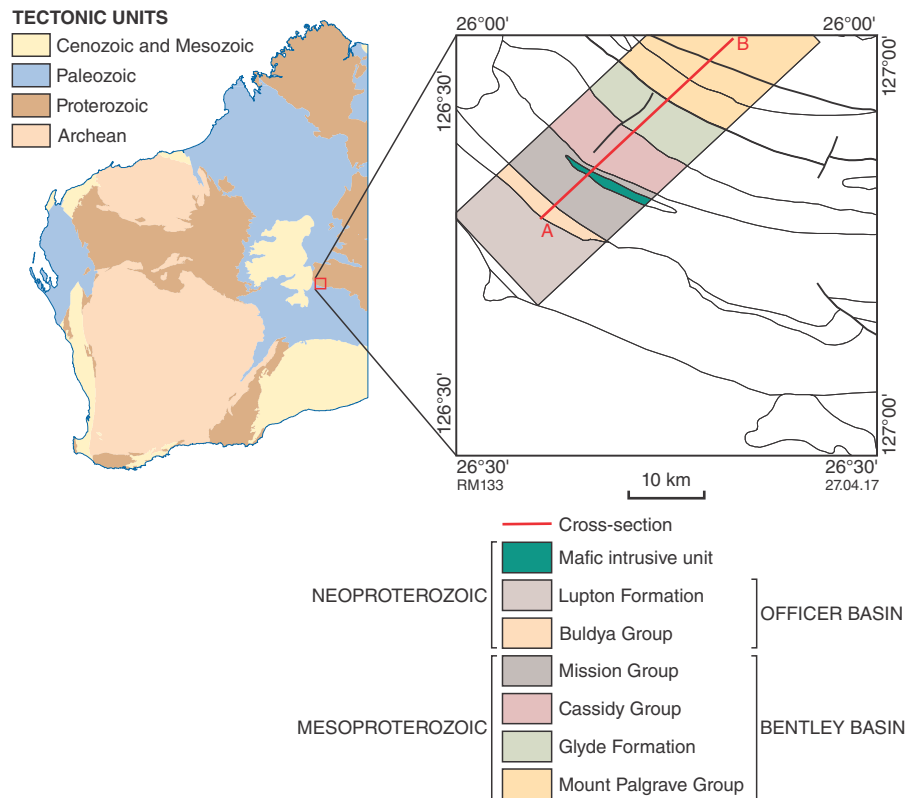 TECTONIC UNITS
Cenozoic and Mesozoic
Paleozoic
Proterozoic
Archean
26°00'
26°00'
126°30'
127°00'
B
A
126°30'
127°00'
26°30'
26°30'
RM133
10 km
27.04.17
Cross-section
Mafic intrusive unit
NEOPROTEROZOIC
Lupton Formation
OFFICER BASIN
Buldya Group
Mission Group
MESOPROTEROZOIC
Cassidy Group
BENTLEY BASIN
Glyde Formation
Mount Palgrave Group